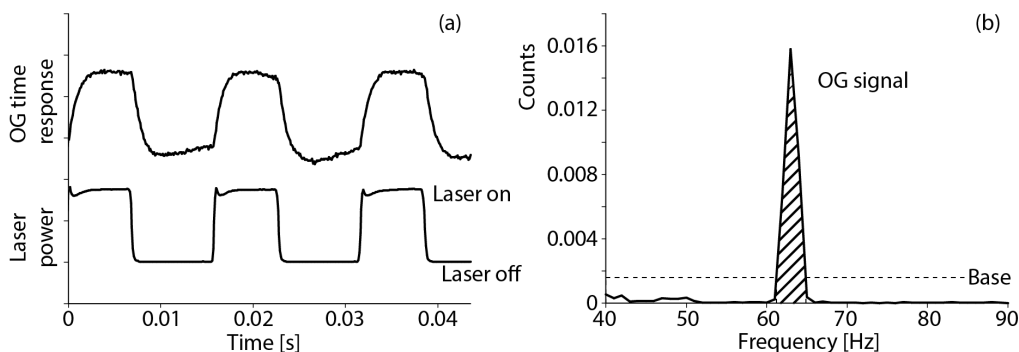 (a)
OG time
response
Laser
power
Laser on
Laser off
0
0.01
0.02
0.03
0.04
Time [s]
(b)
Counts
0.016
0.012
0.008
0.004
0
OG signal
Base
40
50
60
70
80
90
Frequency [Hz]